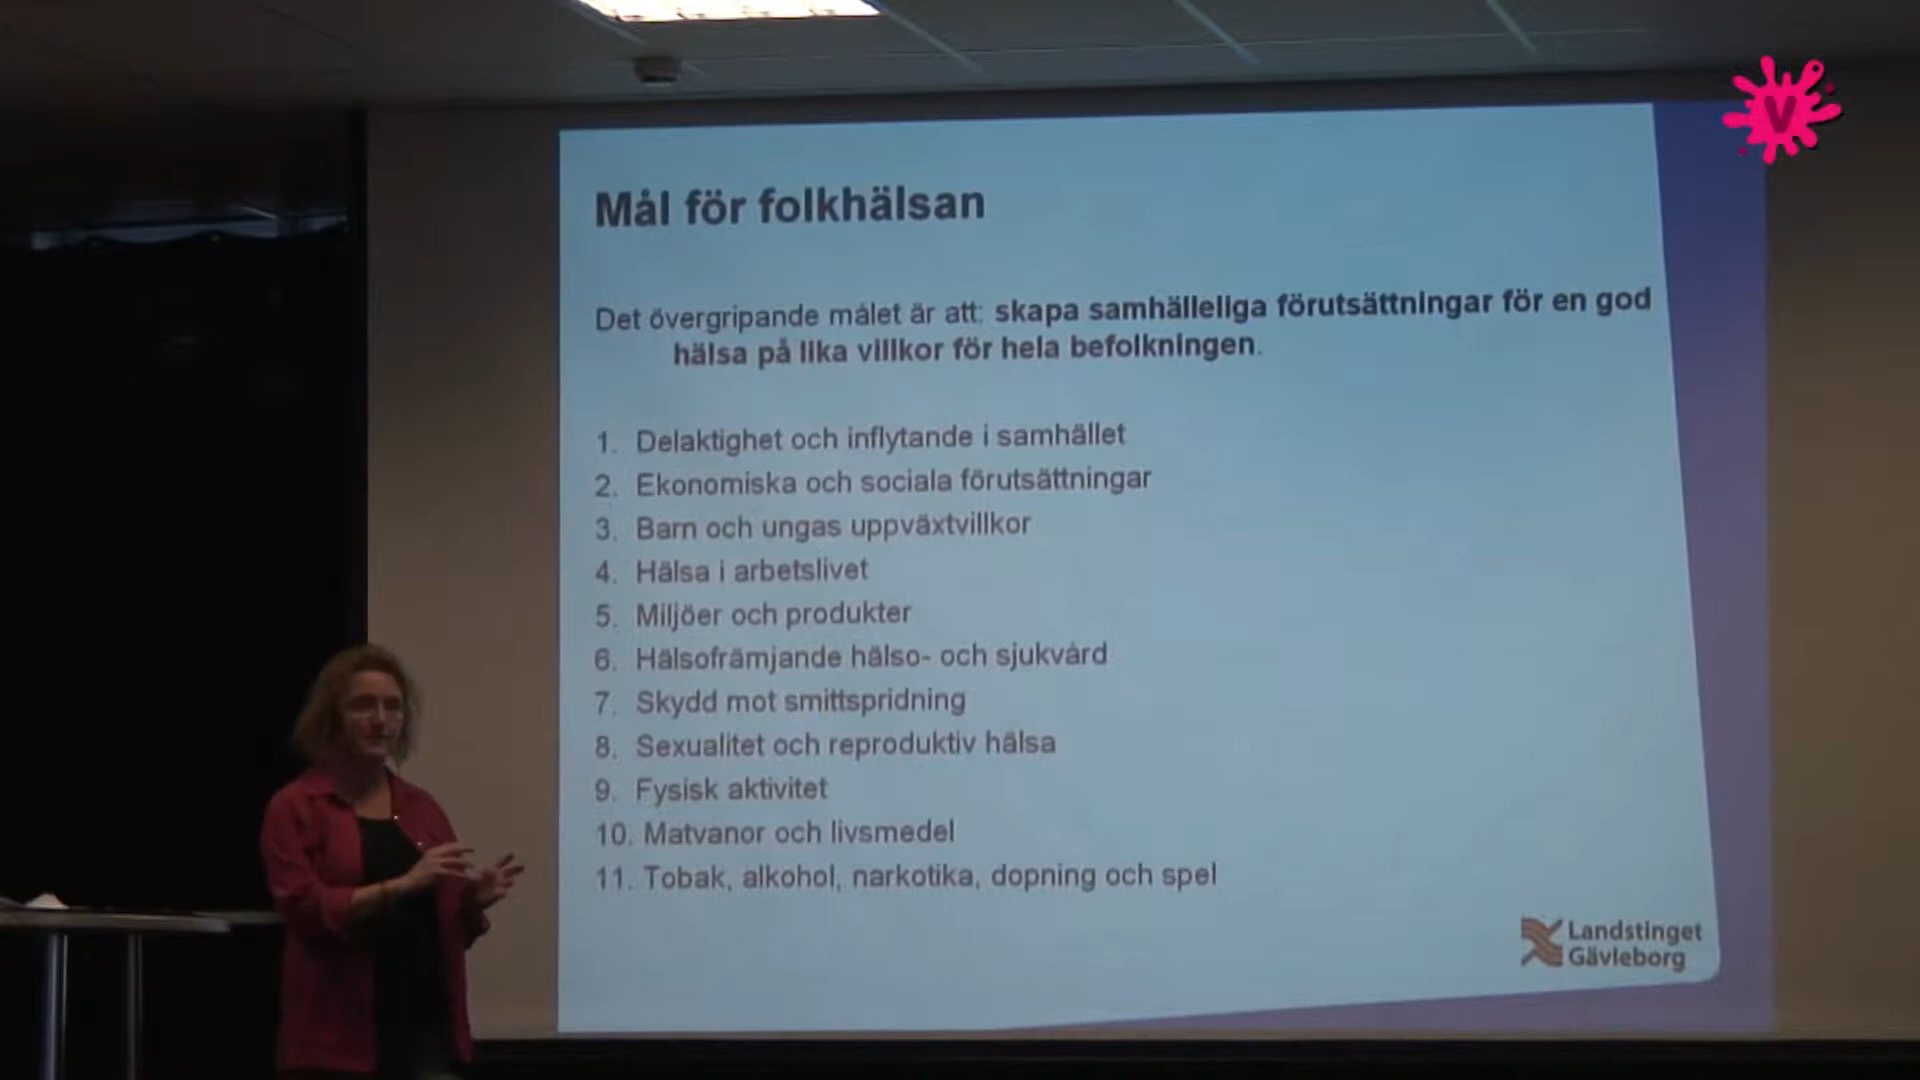 V
Mål för folkhälsan
Det övergripande målet är att: skapa samhälleliga förutsättningar för en god
hälsa på lika villkor för hela befolkningen.
1. Delaktighet och inflytande i samhället
2. Ekonomiska och sociala förutsättningar
3. Barn och ungas uppväxtvillkor
4. Hälsa i arbetslivet
5. Miljöer och produkter
6. Hälsofrämjande hälso- och sjukvård
7. Skydd mot smittspridning
8. Sexualitet och reproduktiv hälsa
9. Fysisk aktivitet
10. Matvanor och livsmedel
11. Tobak, alkohol, narkotika, dopning och spel
Landstinget
Gävleborg